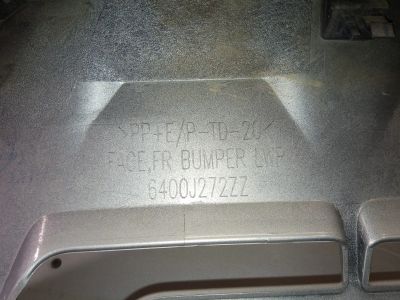 >PP+E/P-TD-20<
FACE,FR BUMPER LWR
6400J272ZZ